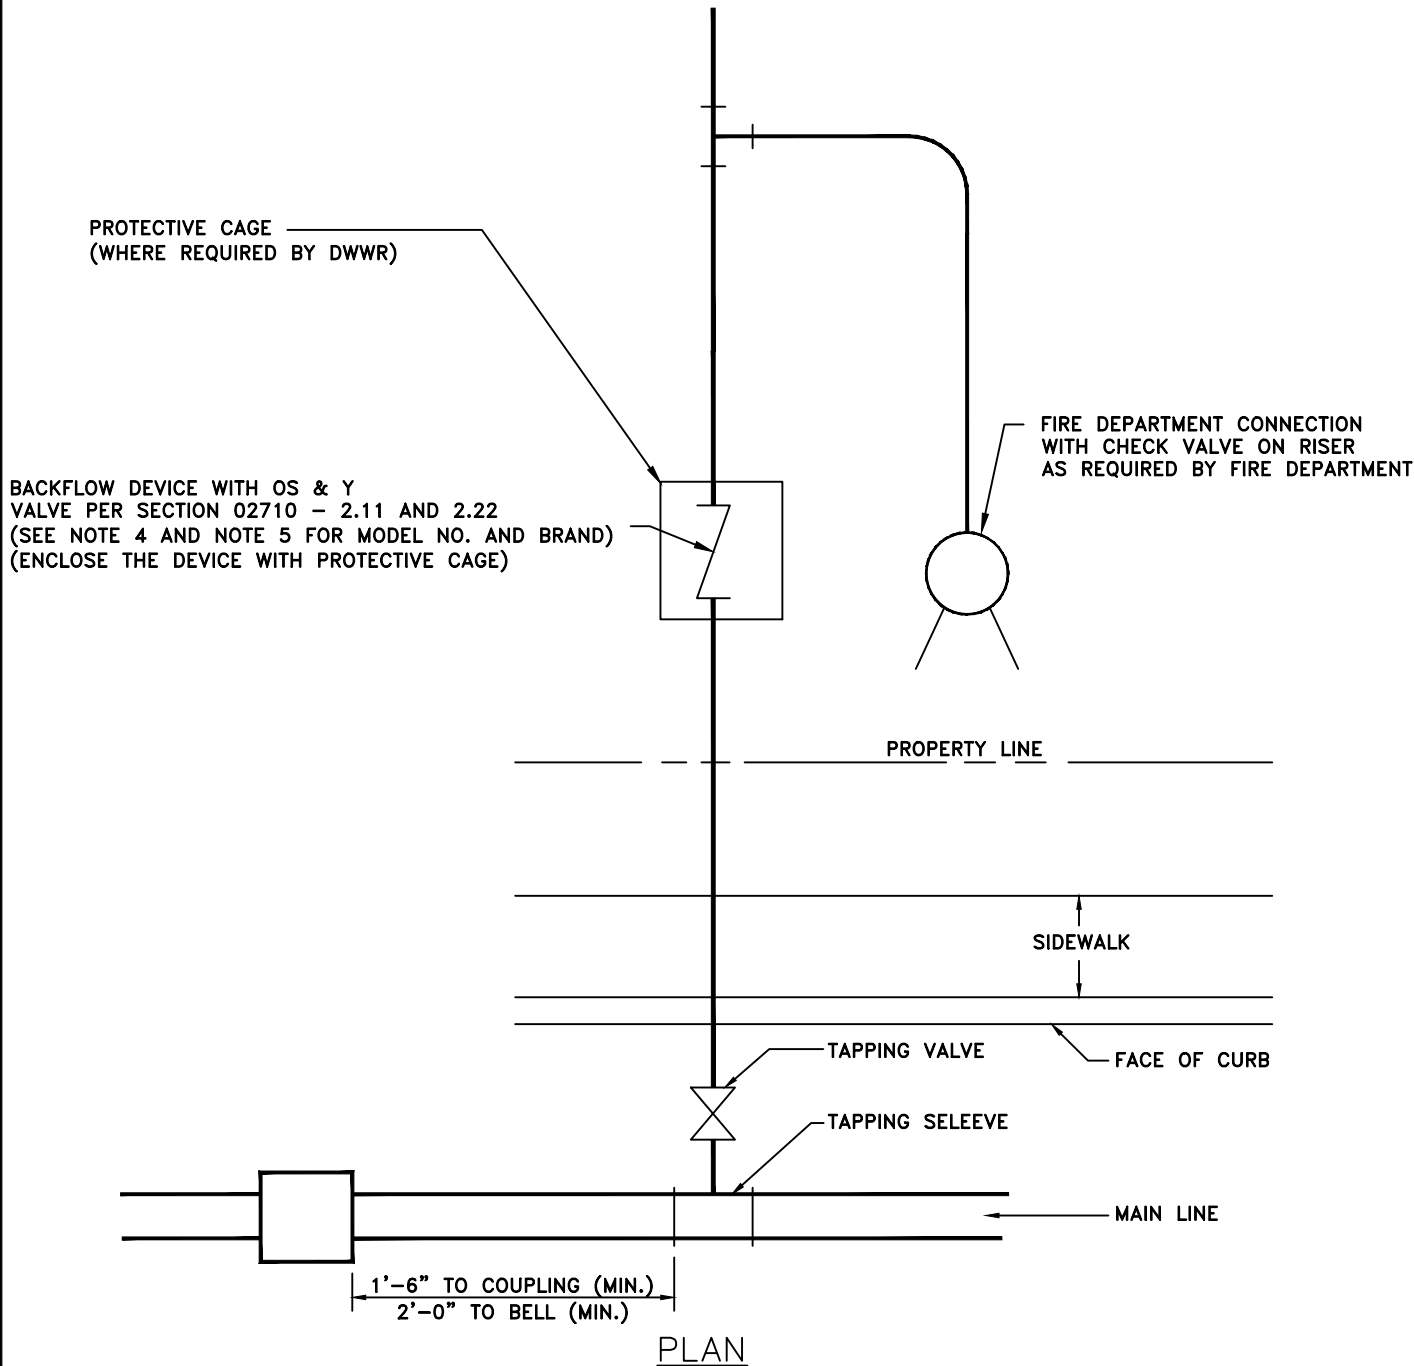 PROTECTIVE CAGE
(WHERE REQUIRED BY DWWR)
FIRE DEPARTMENT CONNECTION
WITH CHECK VALVE ON RISER
AS REQUIRED BY FIRE DEPARTMENT
BACKFLOW DEVICE WITH OS & Y
VALVE PER SECTION 02710 – 2.11 AND 2.22
(SEE NOTE 4 AND NOTE 5 FOR MODEL NO. AND BRAND)
(ENCLOSE THE DEVICE WITH PROTECTIVE CAGE)
PROPERTY LINE
SIDEWALK
TAPPING VALVE
FACE OF CURB
TAPPING SELEEVE
MAIN LINE
1'–6" TO COUPLING (MIN.)
2'–0" TO BELL (MIN.)
PLAN